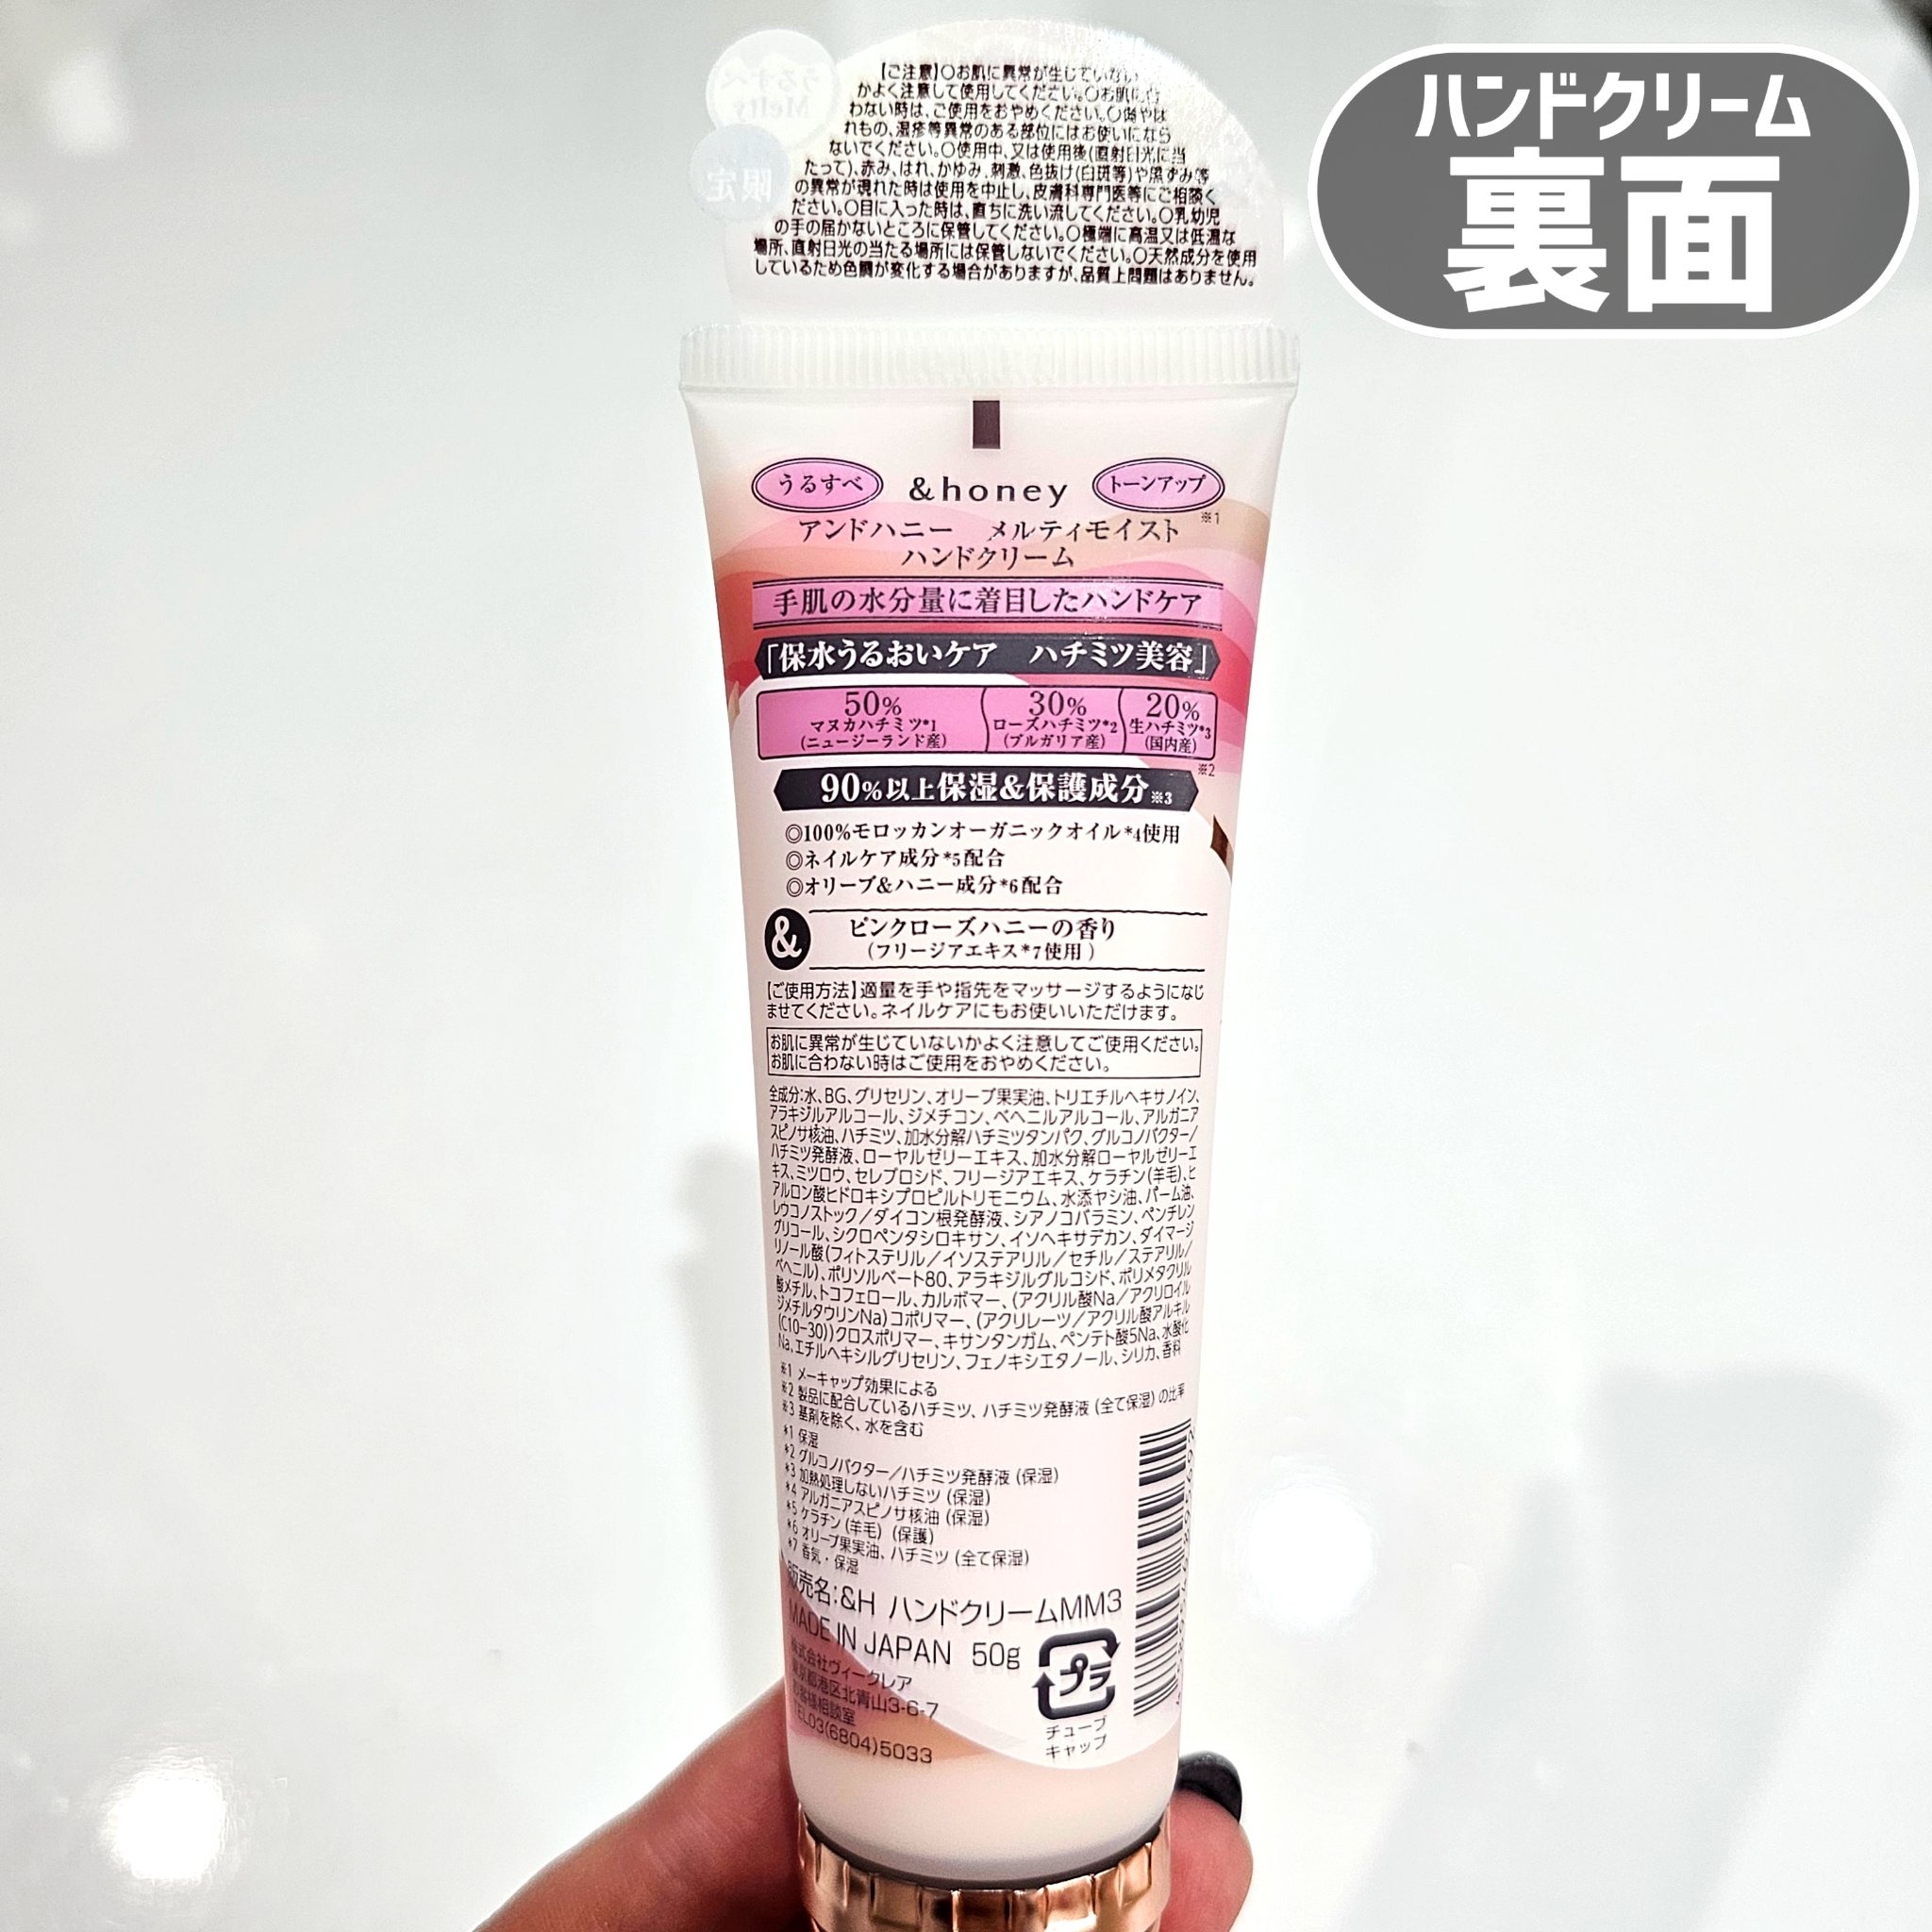 ハンドクリーム
裏面
うるすべ
Melty
限定
【ご注意】〇お肌に異常が生じていない
かよく注意して使用してください。〇お肌に合
わない時は、ご使用をおやめください。〇傷やは
れもの、湿疹等異常のある部位にはお使いになら
ないでください。〇使用中、又は使用後(直射日光に当
たって)、赤み、はれ、かゆみ、刺激、色抜け(白斑等)や黒ずみ等
の異常が現れた時は使用を中止し、皮膚科専門医等にご相談く
ださい。〇目に入った時は、直ちに洗い流してください。〇乳幼児
の手の届かないところに保管してください。〇極端に高温又は低温な
場所、直射日光の当たる場所には保管しないでください。〇天然成分を使用
しているため色調が変化する場合がありますが、品質上問題はありません。
うるすべ &honey トーンアップ ※1
アンドハニー メルティモイスト
ハンドクリーム
手肌の水分量に着目したハンドケア
「保水うるおいケア ハチミツ美容」
50% 30% 20%
マヌカハチミツ*1 ローズハチミツ*2 生ハチミツ*3
(ニュージーランド産) (ブルガリア産) (国内産)
※2
90%以上保湿&保護成分※3
◎100%モロッカンオーガニックオイル*4使用
◎ネイルケア成分*5配合
◎オリーブ&ハニー成分*6配合
& ピンクローズハニーの香り
(フリージアエキス*7使用)
【ご使用方法】適量を手や指先をマッサージするようになじ
ませてください。ネイルケアにもお使いいただけます。
お肌に異常が生じていないかよく注意してご使用ください。
お肌に合わない時はご使用をおやめください。
全成分:水、BG、グリセリン、オリーブ果実油、トリエチルヘキサノイン、
アラキジルアルコール、ジメチコン、ベヘニルアルコール、アルガニア
スピノサ核油、ハチミツ、加水分解ハチミツタンパク、グルコノバクター/
ハチミツ発酵液、ローヤルゼリーエキス、加水分解ローヤルゼリーエ
キス、ミツロウ、セレブロシド、フリージアエキス、ケラチン(羊毛)、ヒ
アルロン酸ヒドロキシプロピルトリモニウム、水添ヤシ油、パーム油、
レウコノストック/ダイコン根発酵液、シアノコバラミン、ペンチレン
グリコール、シクロペンタシロキサン、イソヘキサデカン、ダイマージ
リノール酸(フィトステリル/イソステアリル/セチル/ステアリル/
ベヘニル)、ポリソルベート80、アラキジルグルコシド、ポリメタクリル
酸メチル、トコフェロール、カルボマー、(アクリル酸Na/アクリロイル
ジメチルタウリンNa)コポリマー、(アクリレーツ/アクリル酸アルキル
(C10-30))クロスポリマー、キサンタンガム、ペンテト酸5Na、水酸化
Na、エチルヘキシルグリセリン、フェノキシエタノール、シリカ、香料
※1 メーキャップ効果による
※2 製品に配合しているハチミツ、ハチミツ発酵液 (全て保湿) の比率
※3 基剤を除く、水を含む
*1 保湿
*2 グルコノバクター/ハチミツ発酵液 (保湿)
*3 加熱処理しないハチミツ (保湿)
*4 アルガニアスピノサ核油 (保湿)
*5 ケラチン (羊毛) (保護)
*6 オリーブ果実油、ハチミツ (全て保湿)
*7 香気・保湿
販売名:&H ハンドクリームMM3
MADE IN JAPAN 50g
株式会社ヴィークレア
東京都港区北青山3-6-7
お客様相談室
TEL03(6804)5033
プラ
チューブ
キャップ